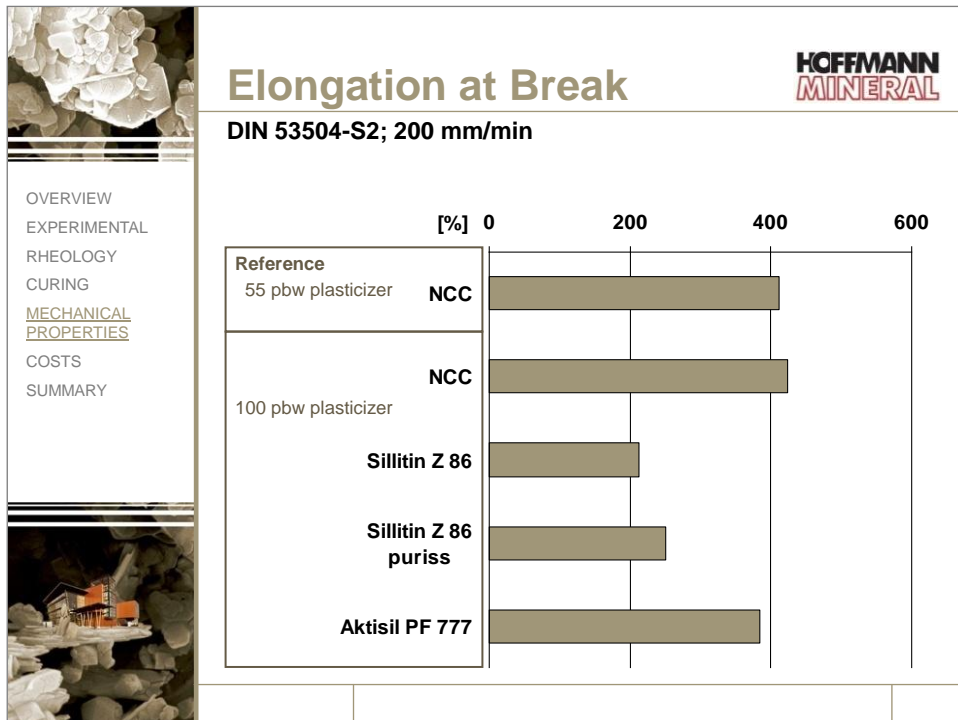 Elongation at Break
HOFFMANN
MINERAL
DIN 53504-S2; 200 mm/min
OVERVIEW
EXPERIMENTAL
RHEOLOGY
CURING
MECHANICAL
PROPERTIES
COSTS
SUMMARY
[%] 0 200 400 600
Reference
55 pbw plasticizer NCC
NCC
100 pbw plasticizer
Sillitin Z 86
Sillitin Z 86
puriss
Aktisil PF 777